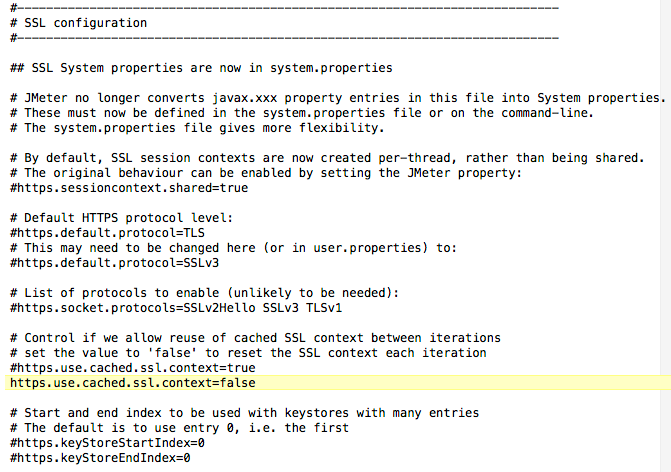 #---------------------------------------------------------------------------
# SSL configuration
#---------------------------------------------------------------------------
## SSL System properties are now in system.properties
# JMeter no longer converts javax.xxx property entries in this file into System properties.
# These must now be defined in the system.properties file or on the command-line.
# The system.properties file gives more flexibility.
# By default, SSL session contexts are now created per-thread, rather than being shared.
# The original behaviour can be enabled by setting the JMeter property:
#https.sessioncontext.shared=true
# Default HTTPS protocol level:
#https.default.protocol=TLS
# This may need to be changed here (or in user.properties) to:
#https.default.protocol=SSLv3
# List of protocols to enable (unlikely to be needed):
#https.socket.protocols=SSLv2Hello SSLv3 TLSv1
# Control if we allow reuse of cached SSL context between iterations
# set the value to 'false' to reset the SSL context each iteration
#https.use.cached.ssl.context=true
https.use.cached.ssl.context=false
# Start and end index to be used with keystores with many entries
# The default is to use entry 0, i.e. the first
#https.keyStoreStartIndex=0
#https.keyStoreEndIndex=0